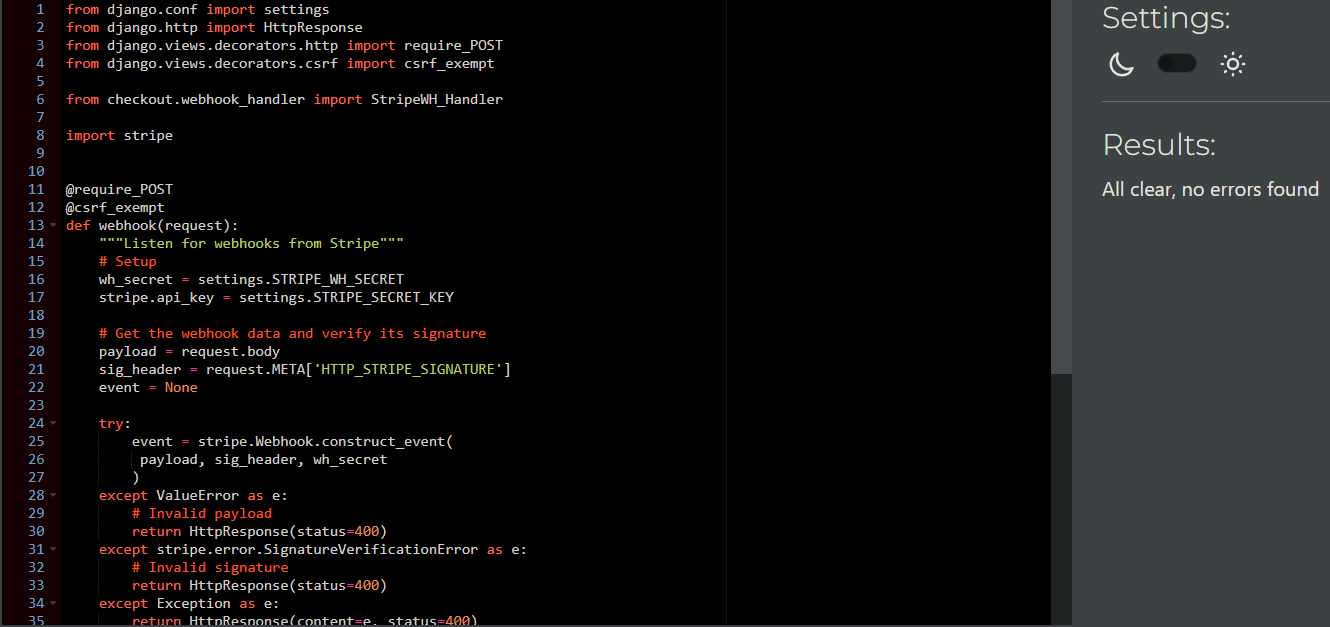 1 from django.conf import settings
2 from django.http import HttpResponse
3 from django.views.decorators.http import require_POST
4 from django.views.decorators.csrf import csrf_exempt
5
6 from checkout.webhook_handler import StripeWH_Handler
7
8 import stripe
9
10
11 @require_POST
12 @csrf_exempt
13 def webhook(request):
14     """Listen for webhooks from Stripe"""
15     # Setup
16     wh_secret = settings.STRIPE_WH_SECRET
17     stripe.api_key = settings.STRIPE_SECRET_KEY
18
19     # Get the webhook data and verify its signature
20     payload = request.body
21     sig_header = request.META['HTTP_STRIPE_SIGNATURE']
22     event = None
23
24     try:
25         event = stripe.Webhook.construct_event(
26          payload, sig_header, wh_secret
27         )
28     except ValueError as e:
29         # Invalid payload
30         return HttpResponse(status=400)
31     except stripe.error.SignatureVerificationError as e:
32         # Invalid signature
33         return HttpResponse(status=400)
34     except Exception as e:
35         return HttpResponse(content=e, status=400)
Settings:
Results:
All clear, no errors found